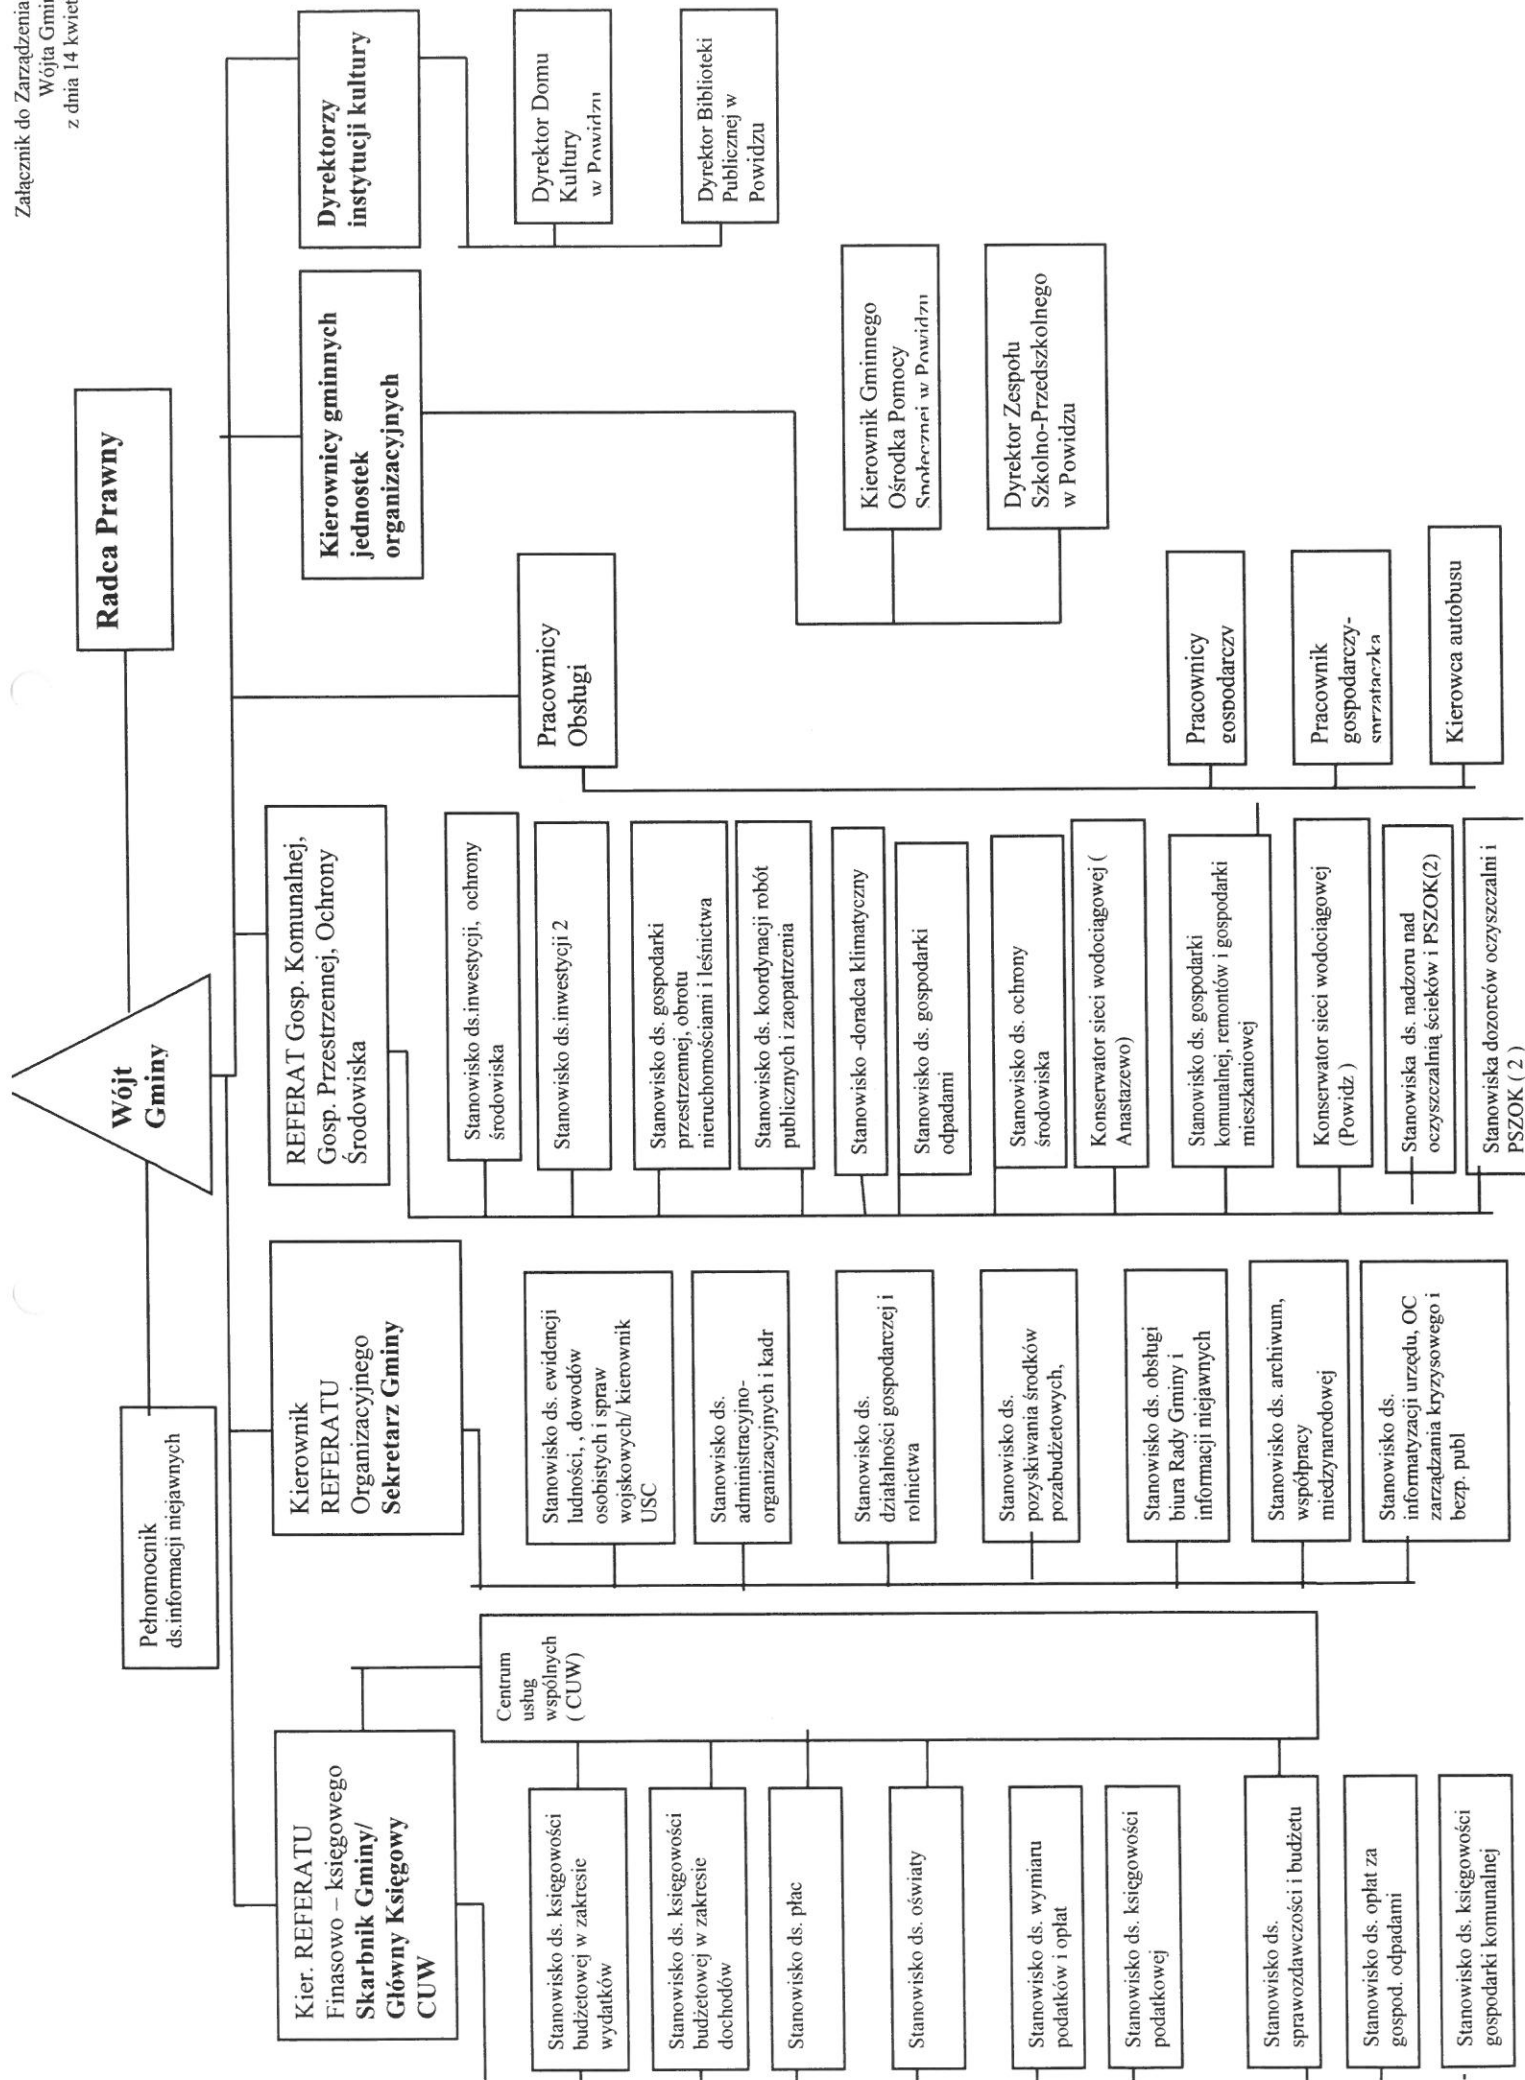 Załącznik do Zarządzenia
Wójta Gmin
z dnia 14 kwiet
Radca Prawny
Wójt
Gminy
Pełnomocnik
ds.informacji niejawnych
Kier. REFERATU
Finasowo – księgowego
Skarbnik Gminy/
Główny Księgowy
CUW
Kierownik
REFERATU
Organizacyjnego
Sekretarz Gminy
REFERAT Gosp. Komunalnej,
Gosp. Przestrzennej, Ochrony
Środowiska
Kierownicy gminnych
jednostek
organizacyjnych
Dyrektorzy
instytucji kultury
Centrum
usług
wspólnych
( CUW)
Stanowisko ds. księgowości
budżetowej w zakresie
wydatków
Stanowisko ds. księgowości
budżetowej w zakresie
dochodów
Stanowisko ds. płac
Stanowisko ds. oświaty
Stanowisko ds. wymiaru
podatków i opłat
Stanowisko ds. księgowości
podatkowej
Stanowisko ds.
sprawozdawczości i budżetu
Stanowisko ds. opłat za
gospod. odpadami
Stanowisko ds. księgowości
gospodarki komunalnej
Stanowisko ds. ewidencji
ludności, , dowodów
osobistych i spraw
wojskowych/ kierownik
USC
Stanowisko ds.
administracyjno-
organizacyjnych i kadr
Stanowisko ds.
działalności gospodarczej i
rolnictwa
Stanowisko ds.
pozyskiwania środków
pozabudżetowych,
Stanowisko ds. obsługi
biura Rady Gminy i
informacji niejawnych
Stanowisko ds. archiwum,
współpracy
miedzynarodowej
Stanowisko ds.
informatyzacji urzędu, OC
zarządzania kryzysowego i
bezp. publ
Stanowisko ds.inwestycji, ochrony
środowiska
Stanowisko ds.inwestycji 2
Stanowisko ds. gospodarki
przestrzennej, obrotu
nieruchomościami i leśnictwa
Stanowisko ds. koordynacji robót
publicznych i zaopatrzenia
Stanowisko -doradca klimatyczny
Stanowisko ds. gospodarki
odpadami
Stanowisko ds. ochrony
środowiska
Konserwator sieci wodociągowej (
Anastazewo)
Stanowisko ds. gospodarki
komunalnej, remontów i gospodarki
mieszkaniowej
Konserwator sieci wodociągowej
(Powidz )
Stanowiska ds. nadzoru nad
oczyszczalnią ścieków i PSZOK(2)
Stanowiska dozorców oczyszczalni i
PSZOK ( 2 )
Pracownicy
Obsługi
Pracownicy
gospodarczy
Pracownik
gospodarczy-
sprzątaczka
Kierowca autobusu
Kierownik Gminnego
Ośrodka Pomocy
Społecznej w Powidzu
Dyrektor Zespołu
Szkolno-Przedszkolnego
w Powidzu
Dyrektor Domu
Kultury
w Powidzu
Dyrektor Biblioteki
Publicznej w
Powidzu